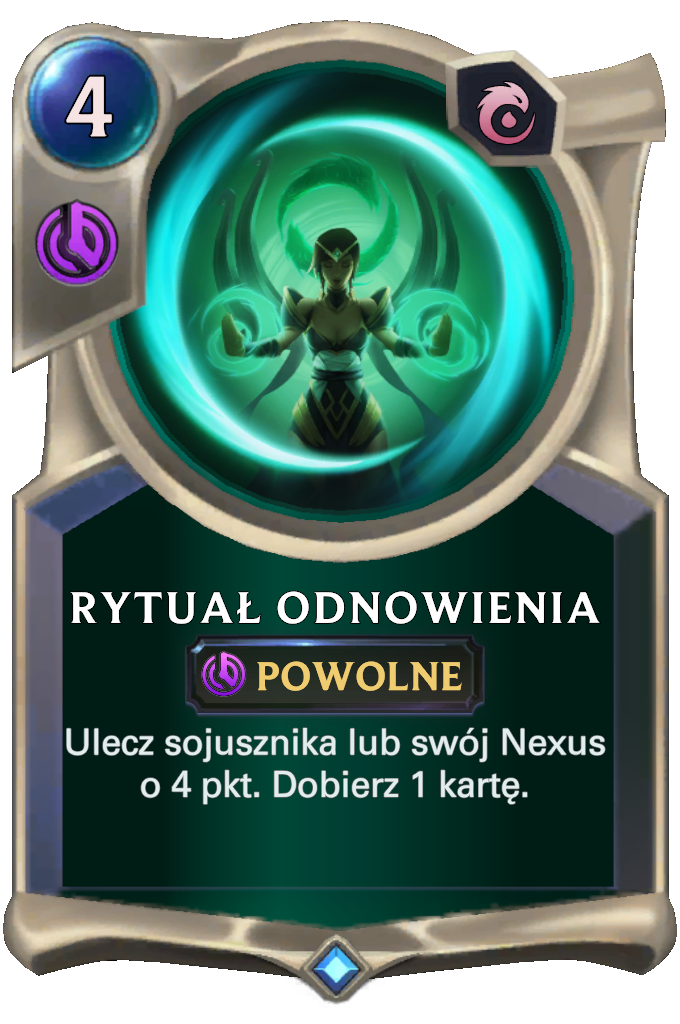 4
RYTUAŁ ODNOWIENIA
POWOLNE
Ulecz sojusznika lub swój Nexus
o 4 pkt. Dobierz 1 kartę.